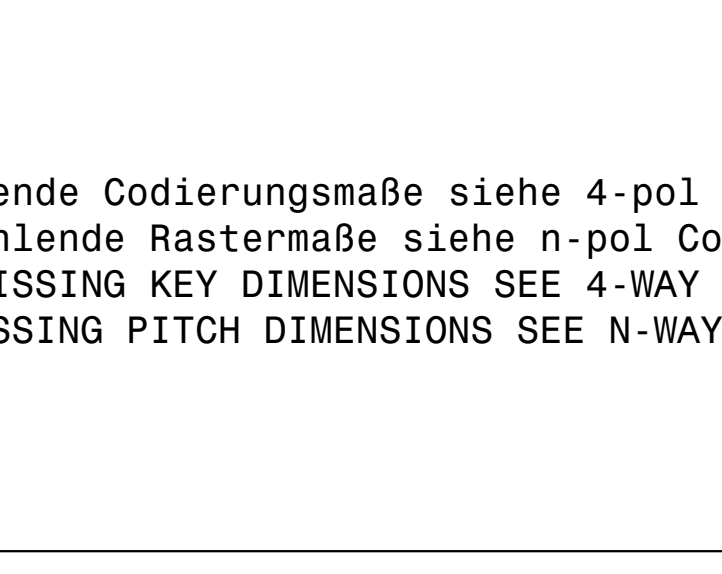 ende Codierungsmaße siehe 4-pol
hlende Rastermaße siehe n-pol Co
ISSING KEY DIMENSIONS SEE 4-WAY
SSING PITCH DIMENSIONS SEE N-WAY